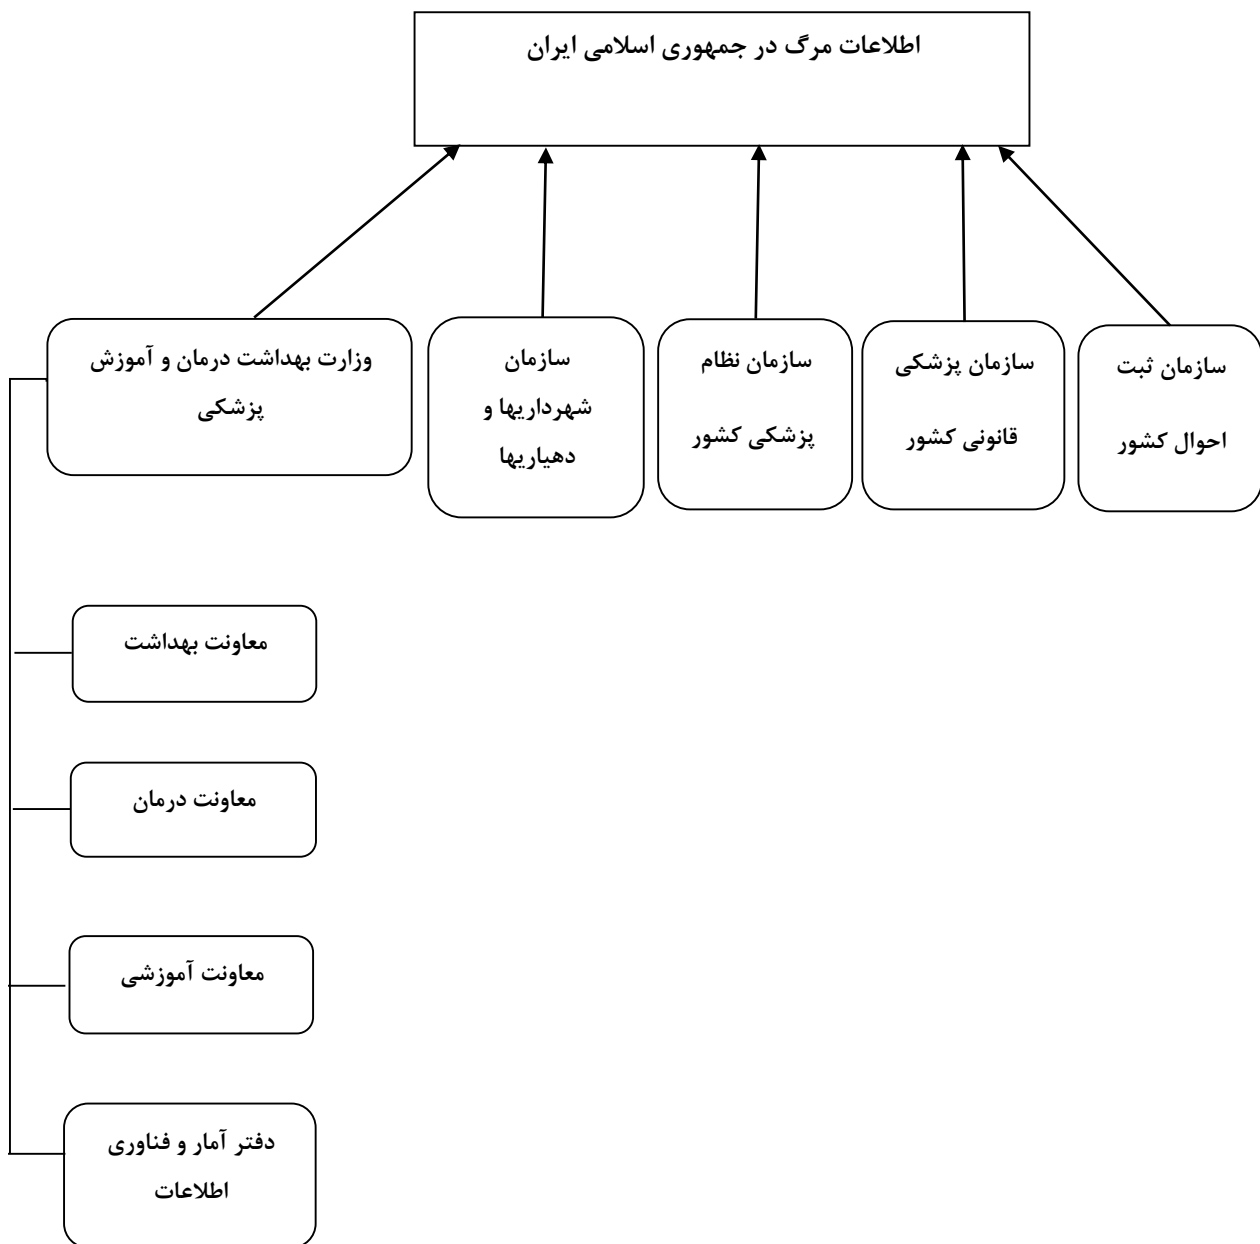 اطلاعات مرگ در جمهوری اسلامی ایران
سازمان ثبت
احوال کشور
سازمان پزشکی
قانونی کشور
سازمان نظام
پزشکی کشور
سازمان
شهرداریها و
دهیاریها
وزارت بهداشت درمان و آموزش
پزشکی
معاونت بهداشت
معاونت درمان
معاونت آموزشی
دفتر آمار و فناوری
اطلاعات